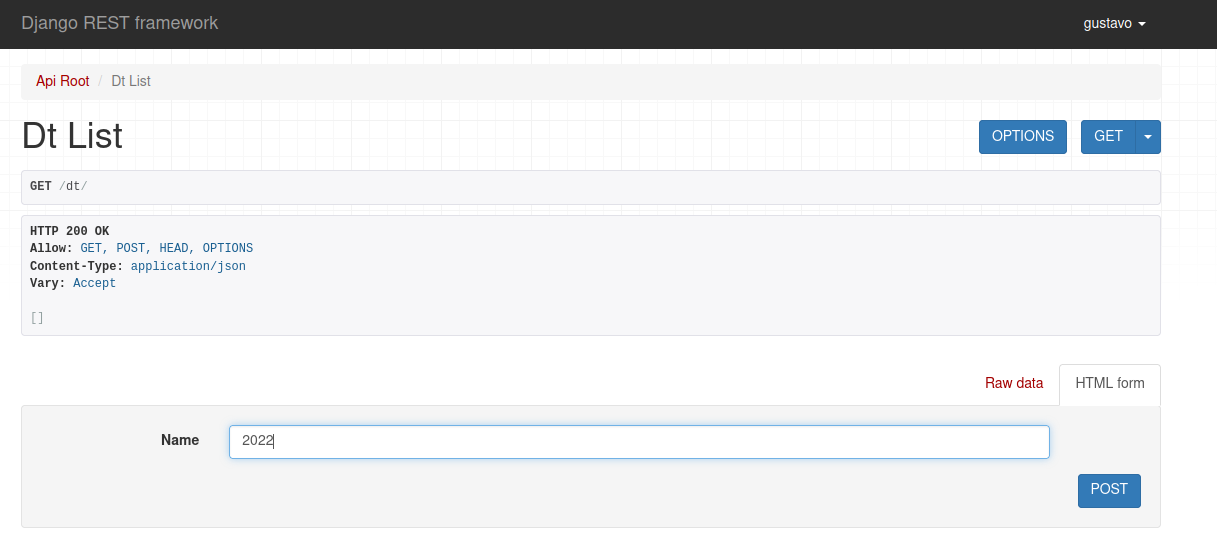 Django REST framework
gustavo
Api Root / Dt List
Dt List
OPTIONS
GET
GET /dt/
HTTP 200 OK
Allow: GET, POST, HEAD, OPTIONS
Content-Type: application/json
Vary: Accept
[]
Raw data
HTML form
Name
2022
POST